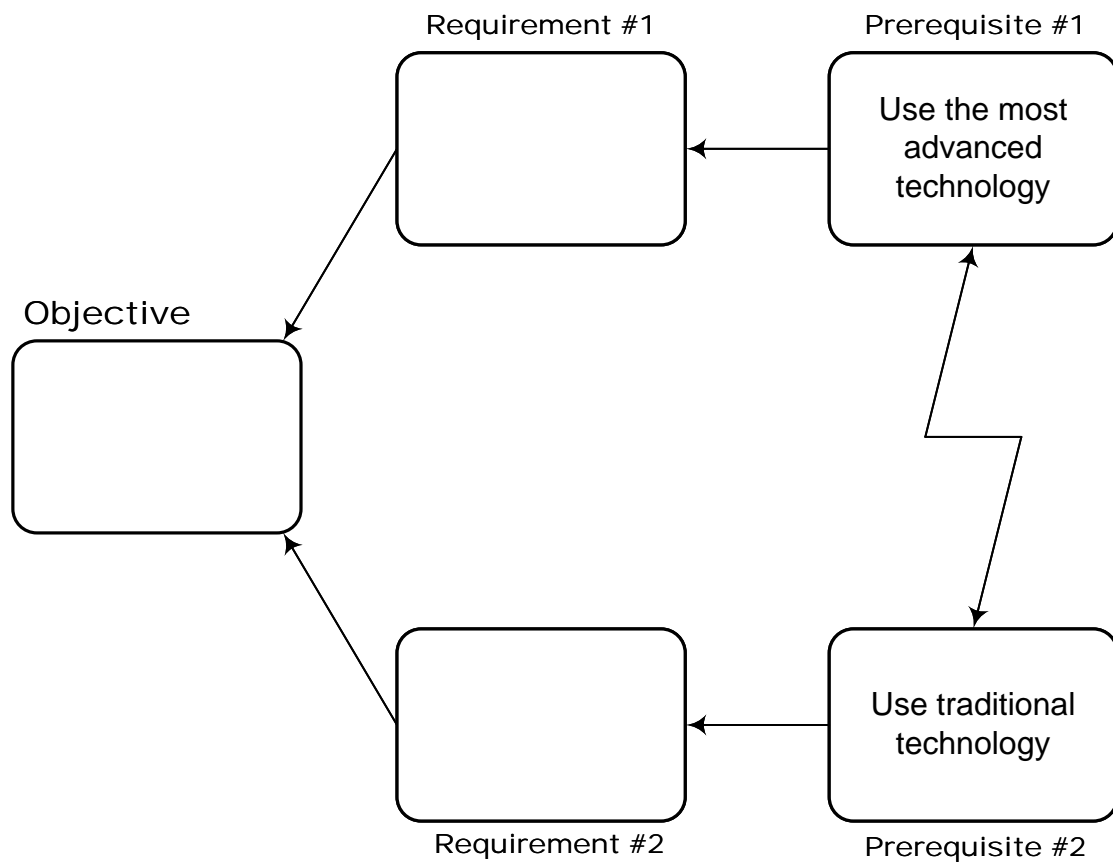 Requirement #1
Prerequisite #1
Use the most
advanced
technology
Objective
Use traditional
technology
Requirement #2
Prerequisite #2